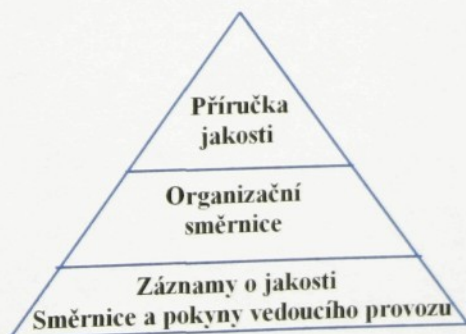 Příručka
jakosti
Organizační
směrnice
Záznamy o jakosti
Směrnice a pokyny vedoucího provozu